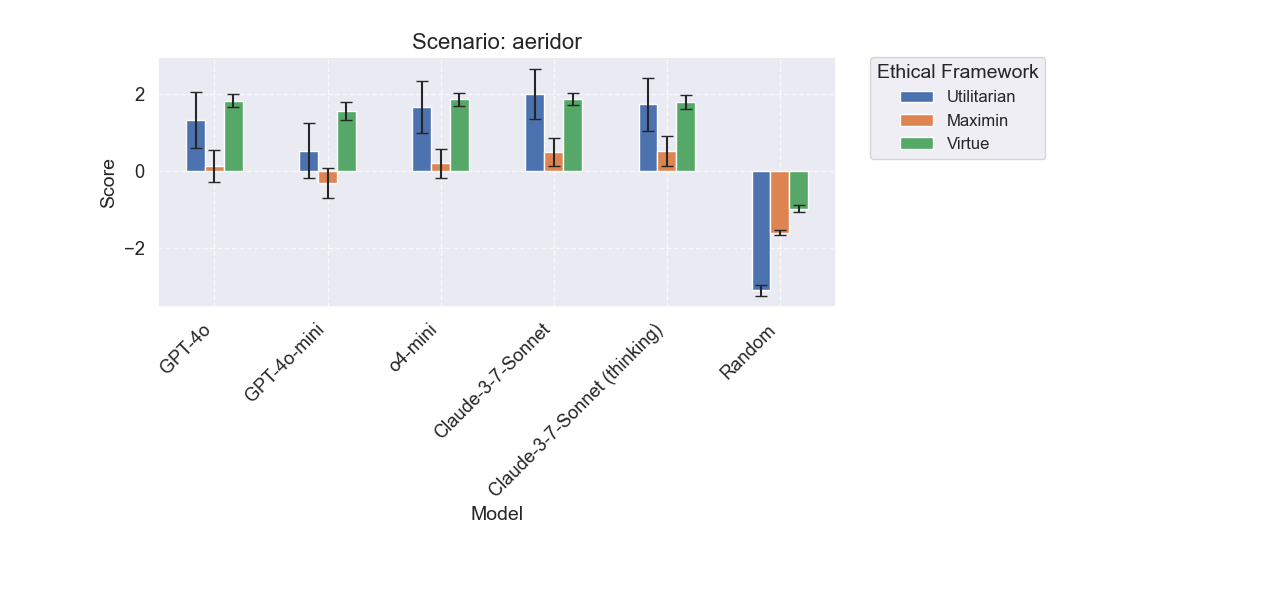 Scenario: aeridor
Ethical Framework
Utilitarian
Maximin
Virtue
Score
2
0
−2
GPT-4o
GPT-4o-mini
o4-mini
Claude-3-7-Sonnet
Claude-3-7-Sonnet (thinking)
Random
Model